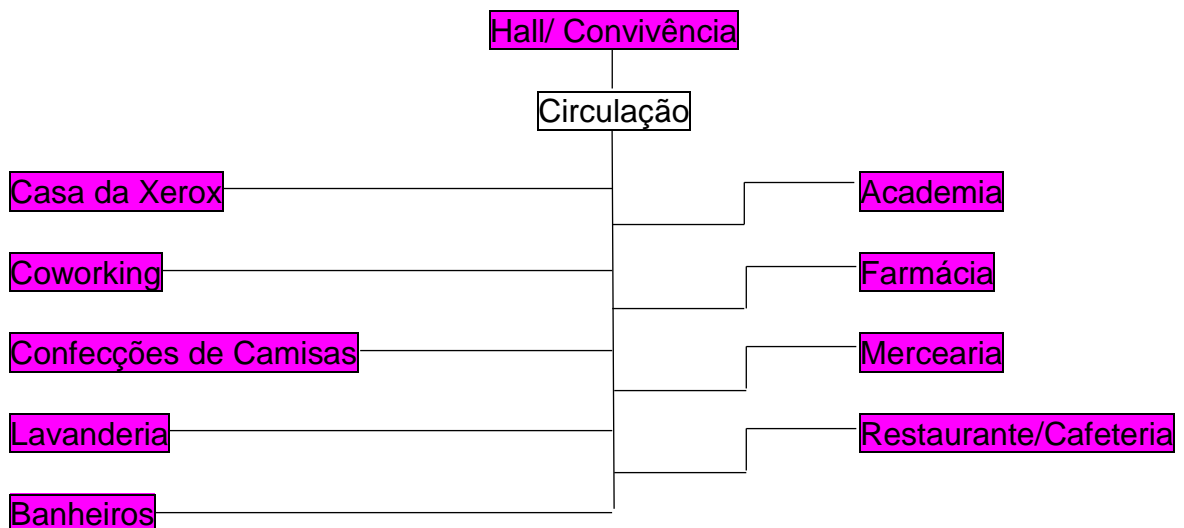 Hall/ Convivência
Circulação
Casa da Xerox
Academia
Coworking
Farmácia
Confecções de Camisas
Mercearia
Lavanderia
Restaurante/Cafeteria
Banheiros